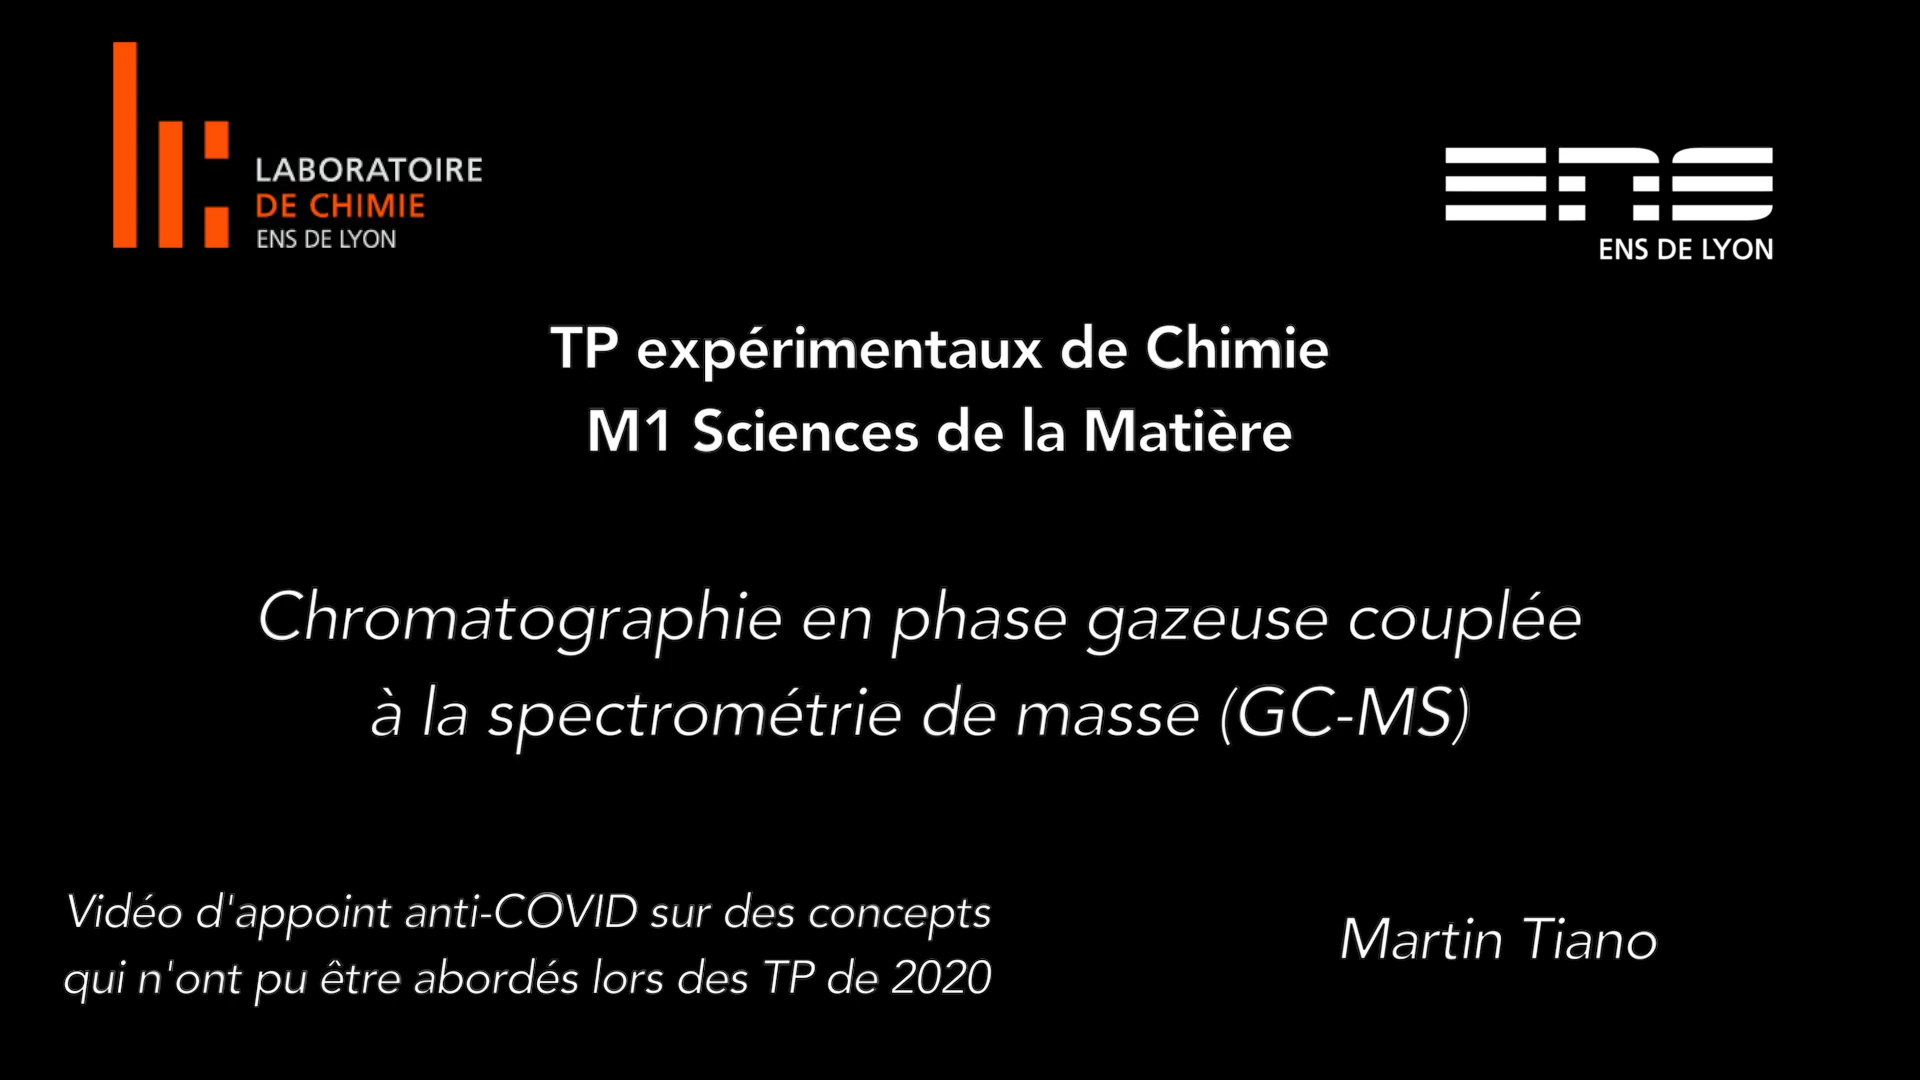 LABORATOIRE
DE CHIMIE
ENS DE LYON
ENS
ENS DE LYON
TP expérimentaux de Chimie
M1 Sciences de la Matière
Chromatographie en phase gazeuse couplée
à la spectrométrie de masse (GC-MS)
Vidéo d'appoint anti-COVID sur des concepts
qui n'ont pu être abordés lors des TP de 2020
Martin Tiano